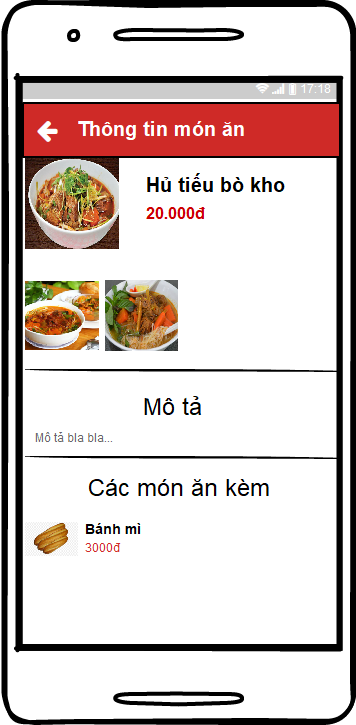 17:18
Thông tin món ăn
Hủ tiếu bò kho
20.000đ
Mô tả
Mô tả bla bla...
Các món ăn kèm
Bánh mì
3000đ